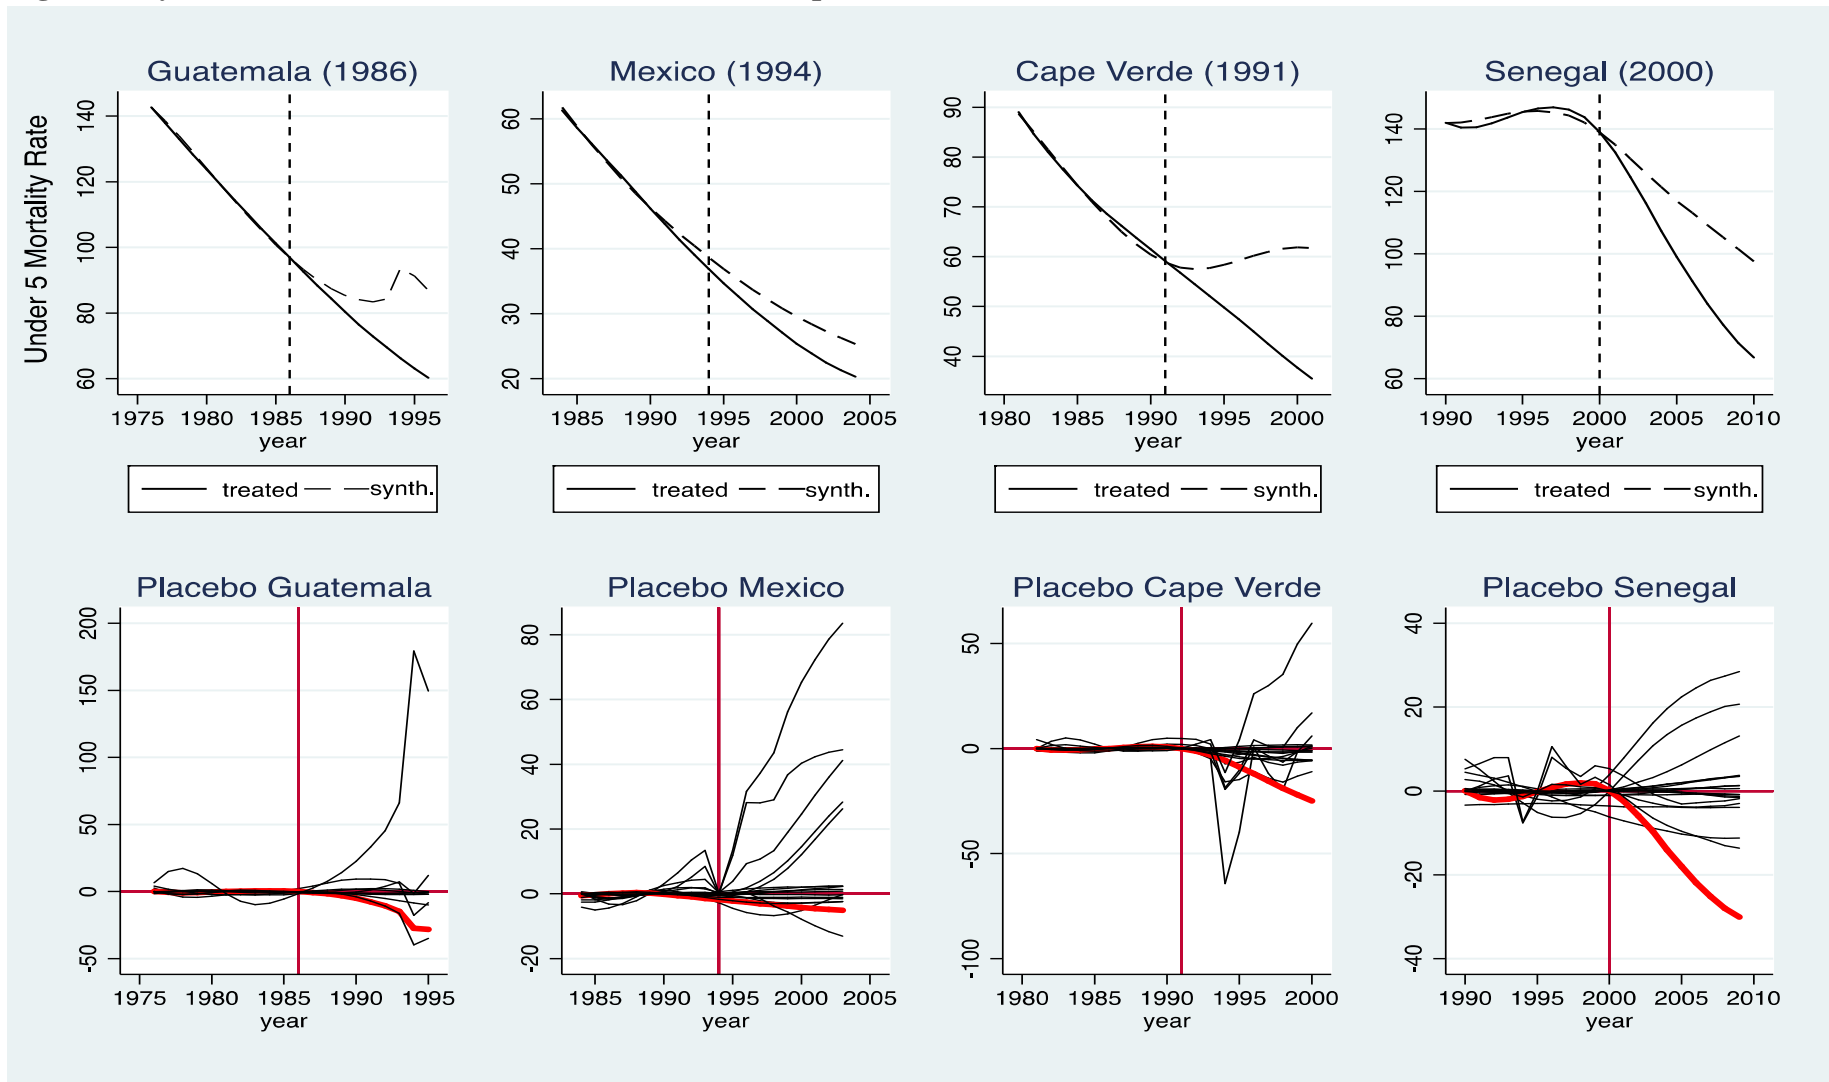 Guatemala (1986)
Mexico (1994)
Cape Verde (1991)
Senegal (2000)
Under 5 Mortality Rate
140
120
100
80
60
1975 1980 1985 1990 1995
year
treated synth.
60
50
40
30
20
1985 1990 1995 2000 2005
year
treated synth.
90
80
70
60
50
40
1980 1985 1990 1995 2000
year
treated synth.
140
120
100
80
60
1990 1995 2000 2005 2010
year
treated synth.
Placebo Guatemala
200
150
100
50
0
-50
1975 1980 1985 1990 1995
year
Placebo Mexico
80
60
40
20
0
-20
1985 1990 1995 2000 2005
year
Placebo Cape Verde
50
0
-50
-100
1980 1985 1990 1995 2000
year
Placebo Senegal
40
20
0
-20
-40
1990 1995 2000 2005 2010
year